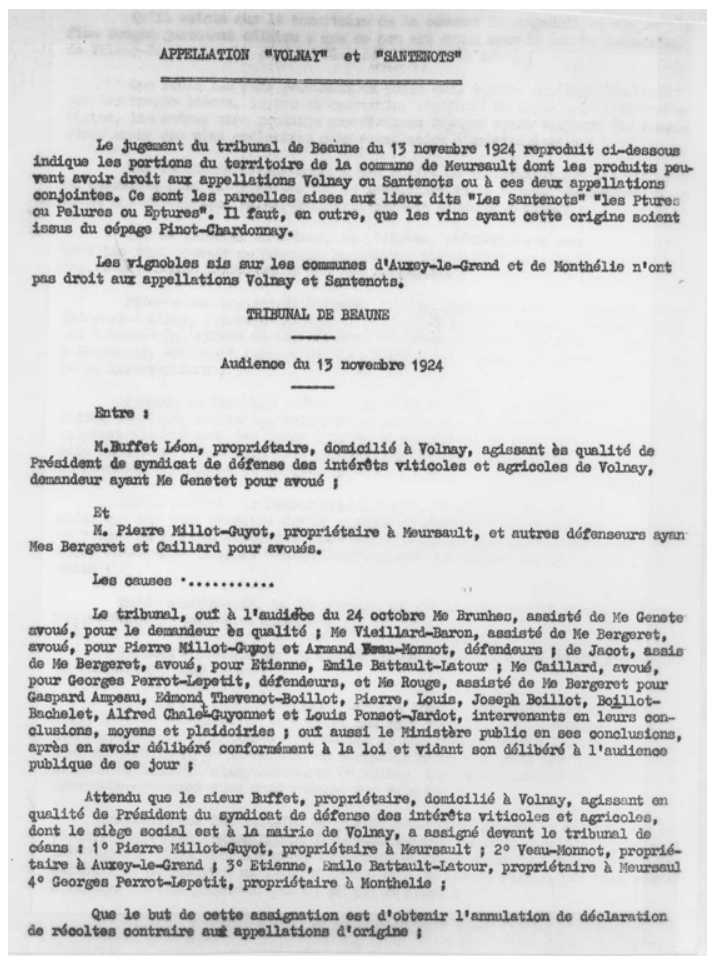 APPELLATION "VOLNAY" et "SANTENOTS"
Le jugement du tribunal de Beaune du 13 novembre 1924 reproduit ci-dessous
indique les portions du territoire de la commune de Meursault dont les produits peu-
vent avoir droit aux appellations Volnay ou Santenots ou à ces deux appellations
conjointes. Ce sont les parcelles sises aux lieux dits "Les Santenots" "les Ptures
ou Pelures ou Eptures". Il faut, en outre, que les vins ayant cette origine soient
issus du cépage Pinot-Chardonnay.
Les vignobles sis sur les communes d'Auxey-le-Grand et de Monthélie n'ont
pas droit aux appellations Volnay et Santenots.
TRIBUNAL DE BEAUNE
Audience du 13 novembre 1924
Entre :
M.Buffet Léon, propriétaire, domicilié à Volnay, agissant ès qualité de
Président de syndicat de défense des intérêts viticoles et agricoles de Volnay,
demandeur ayant Me Genetet pour avoué ;
Et
M. Pierre Millot-Guyot, propriétaire à Meursault, et autres défenseurs ayan
Mes Bergeret et Caillard pour avoués.
Les causes ...........
Le tribunal, ouï à l'audience du 24 octobre Me Brunhes, assisté de Me Genete
avoué, pour le demandeur ès qualité ; Me Vieillard-Baron, assisté de Me Bergeret,
avoué, pour Pierre Millot-Guyot et Armand Veau-Monnot, défendeurs ; de Jacot, assis
de Me Bergeret, avoué, pour Etienne, Emile Battault-Latour ; Me Caillard, avoué,
pour Georges Perrot-Lepetit, défendeurs, et Me Rouge, assisté de Me Bergeret pour
Gaspard Ampeau, Edmond Thevenot-Boillot, Pierre, Louis, Joseph Boillot, Boillot-
Bachelet, Alfred Chalet-Guyonnet et Louis Ponsot-Jardot, intervenants en leurs con-
clusions, moyens et plaidoiries ; ouï aussi le Ministère public en ses conclusions,
après en avoir délibéré conformément à la loi et vidant son délibéré à l'audience
publique de ce jour ;
Attendu que le sieur Buffet, propriétaire, domicilié à Volnay, agissant en
qualité de Président du syndicat de défense des intérêts viticoles et agricoles,
dont le siège social est à la mairie de Volnay, a assigné devant le tribunal de
céans : 1° Pierre Millot-Guyot, propriétaire à Meursault ; 2° Veau-Monnot, proprié-
taire à Auxey-le-Grand ; 3° Etienne, Emile Battault-Latour, propriétaire à Meursaul
4° Georges Perrot-Lepetit, propriétaire à Monthelie ;
Que le but de cette assignation est d'obtenir l'annulation de déclaration
de récoltes contraire aux appellations d'origine ;